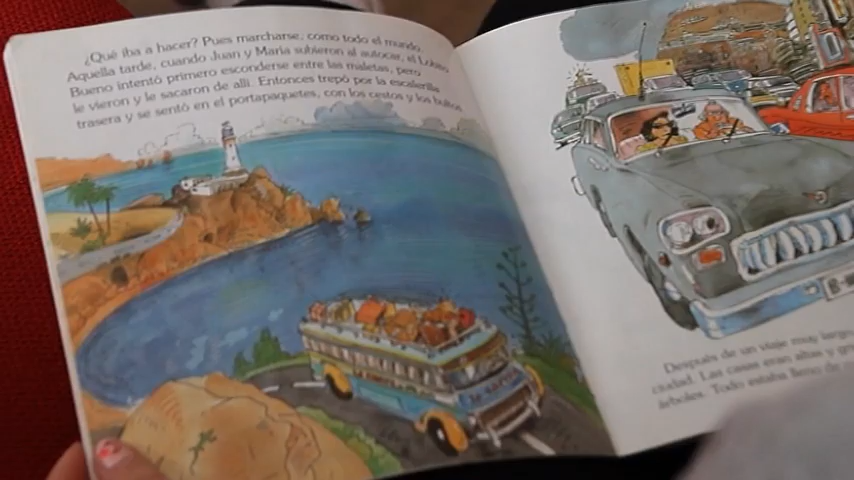 ¿Qué iba a hacer? Pues marcharse, como todo el mundo.
Aquella tarde, cuando Juan y María subieron al autocar, el Lobito
Bueno intentó primero esconderse entre las maletas, pero
le vieron y le sacaron de allí. Entonces trepó por la escalerilla
trasera y se sentó en el portapaquetes, con los cestos y los bultos.
Después de un viaje muy largo,
ciudad. Las casas eran altas y
árboles. Todo estaba lleno de